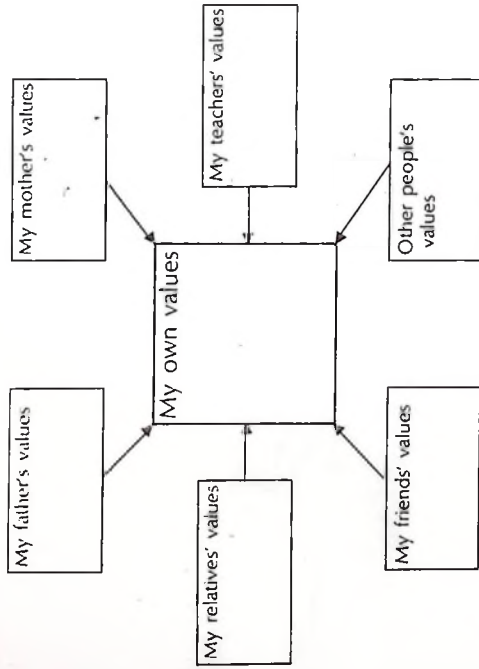 My father's values
My mother's values
My relatives' values
My own values
My teachers' values
My friends' values
Other people's
values